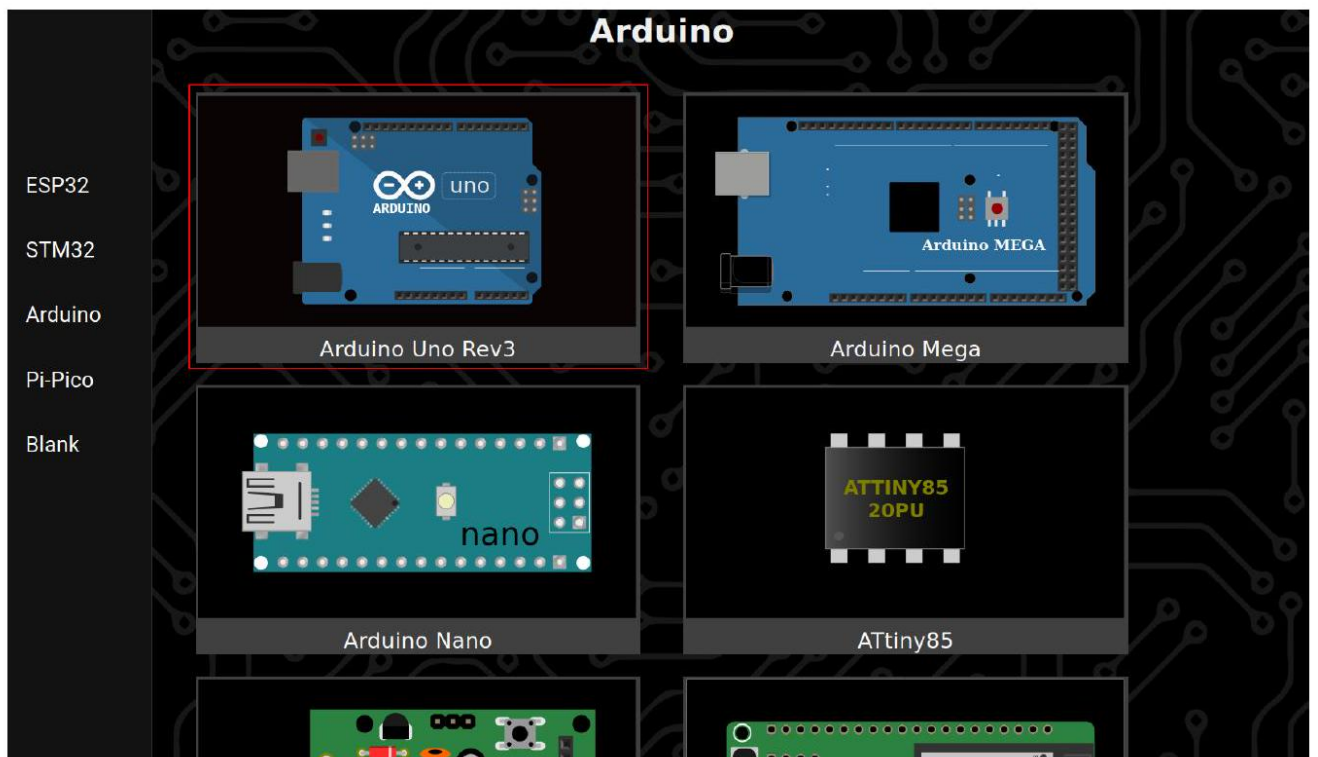 Arduino
ESP32
STM32
Arduino
Pi-Pico
Blank
ARDUINO
uno
Arduino Uno Rev3
Arduino MEGA
Arduino Mega
nano
Arduino Nano
ATTINY85
20PU
ATtiny85